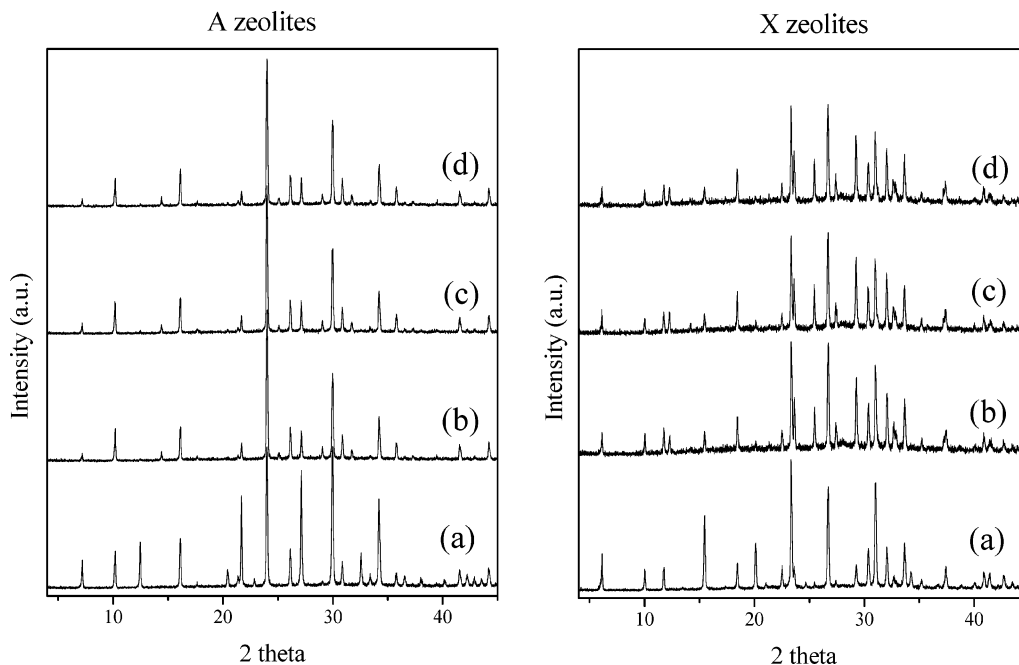 A zeolites
Intensity (a.u.)
(d)
(c)
(b)
(a)
10 20 30 40
2 theta
X zeolites
Intensity (a.u.)
(d)
(c)
(b)
(a)
10 20 30 40
2 theta